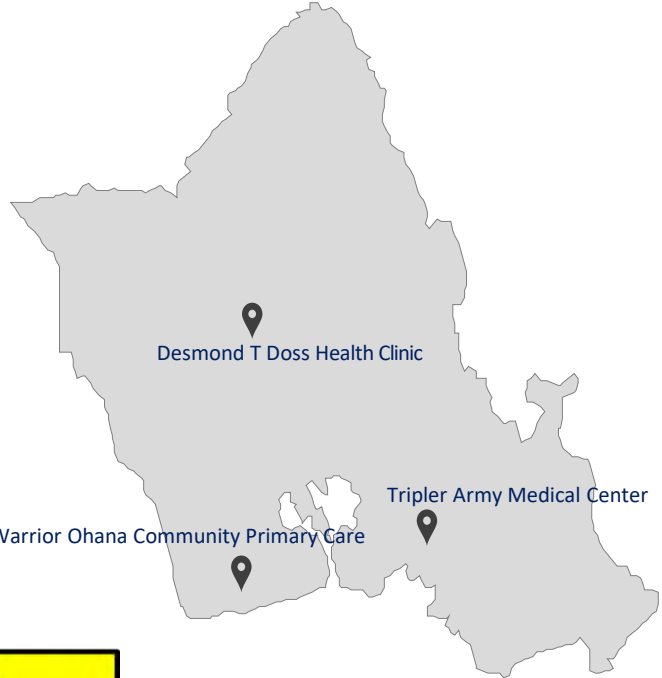 Desmond T Doss Health Clinic
Tripler Army Medical Center
Warrior Ohana Community Primary Care